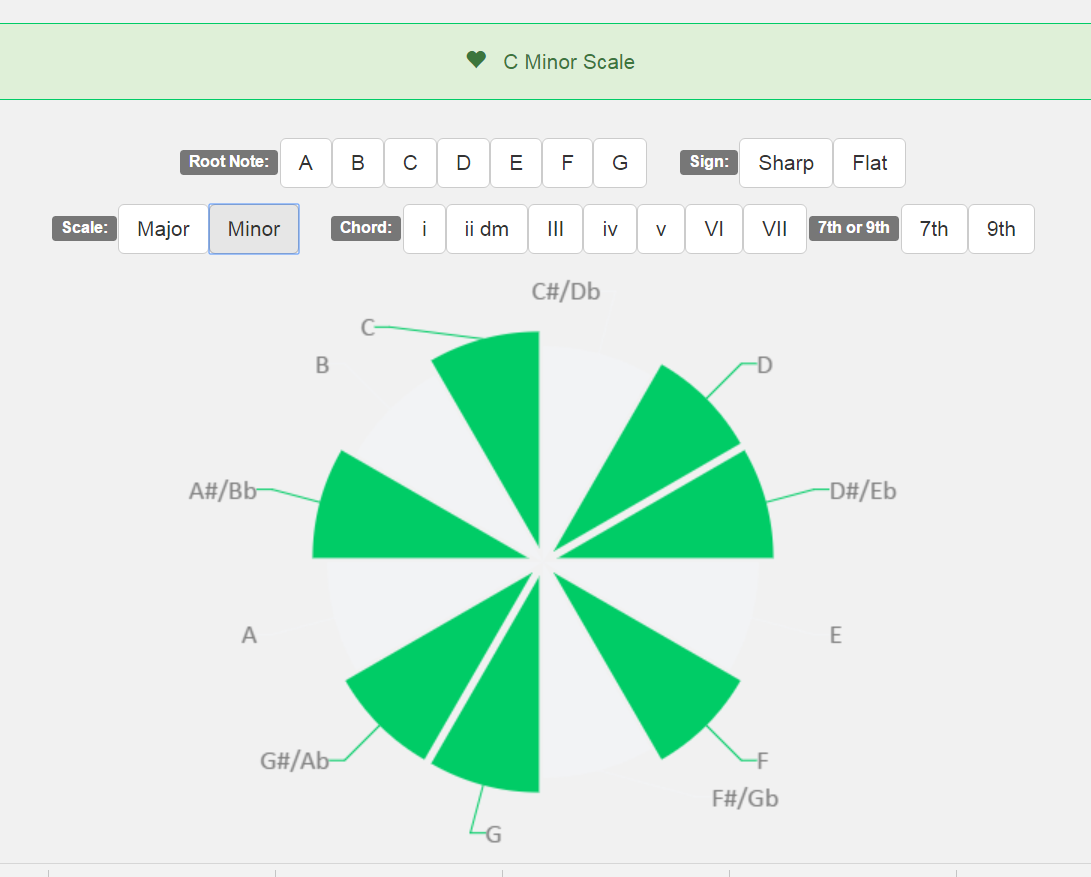 C Minor Scale
Root Note: A B C D E F G Sign: Sharp Flat
Scale: Major Minor Chord: i ii dm III iv v VI VII 7th or 9th 7th 9th
C#/Db
C
B
D
A#/Bb
D#/Eb
A
E
G#/Ab
F
F#/Gb
G